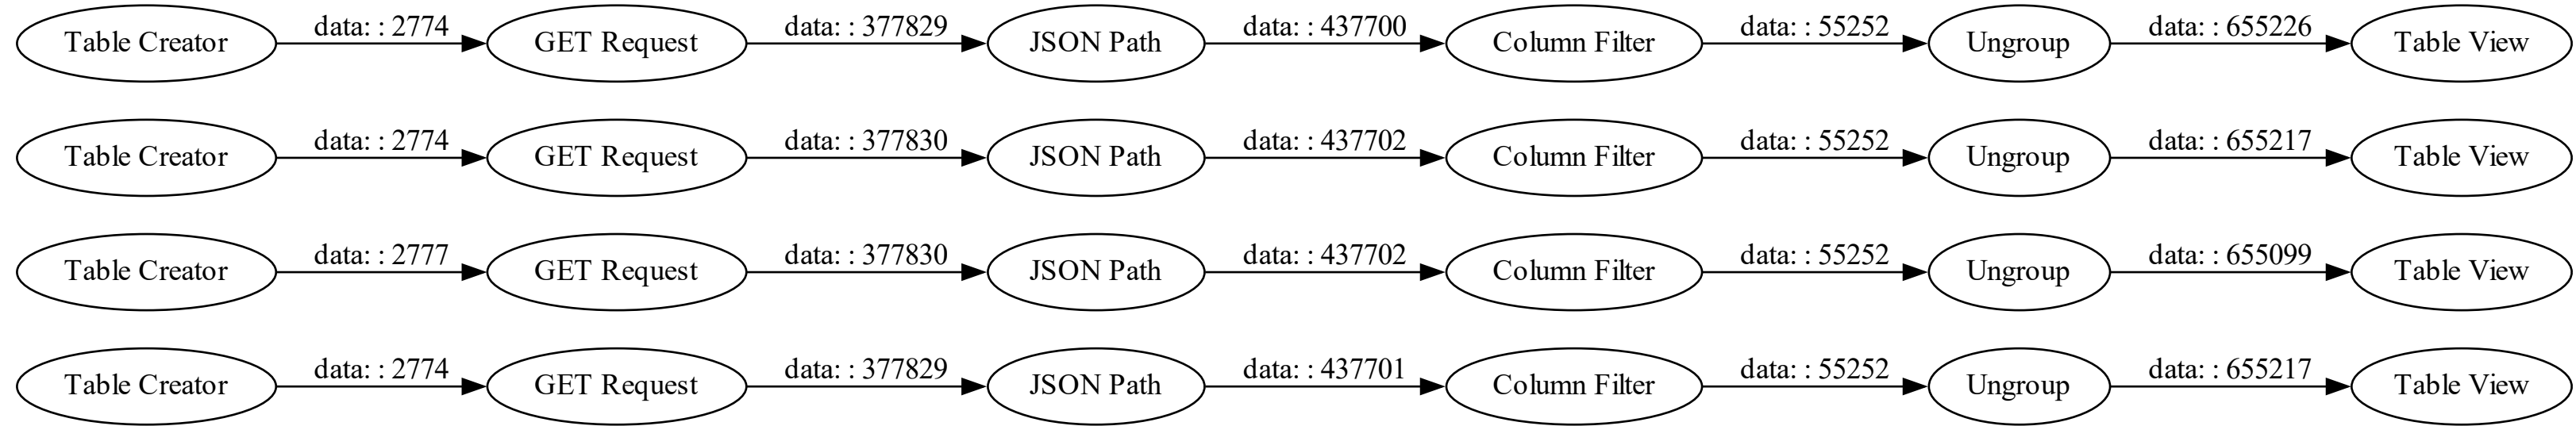 Table Creator data: : 2774 GET Request data: : 377829 JSON Path data: : 437700 Column Filter data: : 55252 Ungroup data: : 655226 Table View
Table Creator data: : 2774 GET Request data: : 377830 JSON Path data: : 437702 Column Filter data: : 55252 Ungroup data: : 655217 Table View
Table Creator data: : 2777 GET Request data: : 377830 JSON Path data: : 437702 Column Filter data: : 55252 Ungroup data: : 655099 Table View
Table Creator data: : 2774 GET Request data: : 377829 JSON Path data: : 437701 Column Filter data: : 55252 Ungroup data: : 655217 Table View